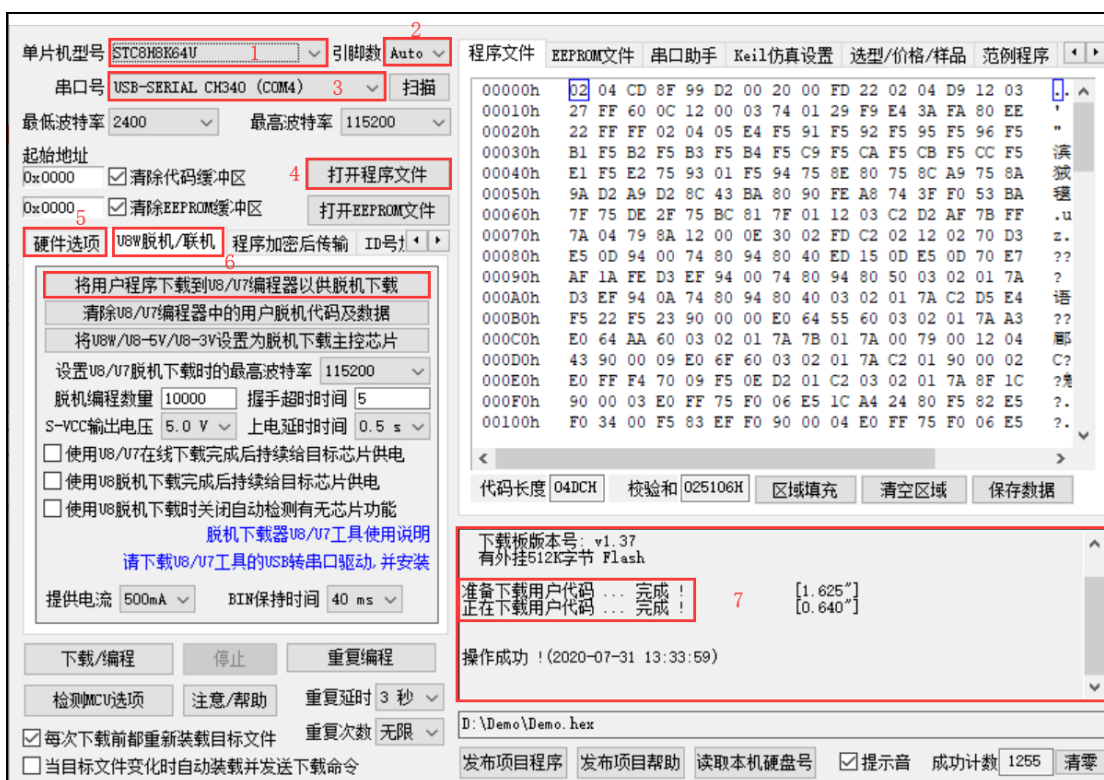 单片机型号 STC8H8K64U 1 引脚数 Auto 2
串口号 USB-SERIAL CH340 (COM4) 3 扫描
最低波特率 2400 最高波特率 115200
起始地址
0x0000 清除代码缓冲区 4 打开程序文件
0x0000 清除EEPROM缓冲区 打开EEPROM文件
5
硬件选项 U8W脱机/联机 程序加密后传输 ID号
6
将用户程序下载到U8/U7编程器以供脱机下载
清除U8/U7编程器中的用户脱机代码及数据
将U8W/U8-5V/U8-3V设置为脱机下载主控芯片
设置U8/U7脱机下载时的最高波特率 115200
脱机编程数量 10000 握手超时时间 5
S-VCC输出电压 5.0 V 上电延时时间 0.5 s
使用U8/U7在线下载完成后持续给目标芯片供电
使用U8脱机下载完成后持续给目标芯片供电
使用U8脱机下载时关闭自动检测有无芯片功能
脱机下载器U8/U7工具使用说明
请下载U8/U7工具的USB转串口驱动,并安装
提供电流 500mA BIN保持时间 40 ms
下载/编程 停止 重复编程
检测MCU选项 注意/帮助 重复延时 3 秒
重复次数 无限
每次下载前都重新装载目标文件
当目标文件变化时自动装载并发送下载命令
程序文件 EEPROM文件 串口助手 Keil仿真设置 选型/价格/样品 范例程序
00000h 02 04 CD 8F 99 D2 00 20 00 FD 22 02 04 D9 12 03 ..
00010h 27 FF 60 0C 12 00 03 74 01 29 F9 E4 3A FA 80 EE '
00020h 22 FF FF 02 04 05 E4 F5 91 F5 92 F5 95 F5 96 F5 "
00030h B1 F5 B2 F5 B3 F5 B4 F5 C9 F5 CA F5 CB F5 CC F5 滨
00040h E1 F5 E2 75 93 01 F5 94 75 8E 80 75 8C A9 75 8A
00050h 9A D2 A9 D2 8C 43 BA 80 90 FE A8 74 3F F0 53 BA
00060h 7F 75 DE 2F 75 BC 81 7F 01 12 03 C2 D2 AF 7B FF .u
00070h 7A 04 79 8A 12 00 0E 30 02 FD C2 02 12 02 70 D3 z.
00080h E5 0D 94 00 74 80 94 80 40 ED 15 0D E5 0D 70 E7 ??
00090h AF 1A FE D3 EF 94 00 74 80 94 80 50 03 02 01 7A ?
000A0h D3 EF 94 0A 74 80 94 80 40 03 02 01 7A C2 D5 E4 语
000B0h F5 22 F5 23 90 00 00 E0 64 55 60 03 02 01 7A A3 ??
000C0h E0 64 AA 60 03 02 01 7A 7B 01 7A 00 79 00 12 04 郿
000D0h 43 90 00 09 E0 6F 60 03 02 01 7A C2 01 90 00 02 C?
000E0h E0 FF F4 70 09 F5 0E D2 01 C2 03 02 01 7A 8F 1C
000F0h 90 00 03 E0 FF 75 F0 06 E5 1C A4 24 80 F5 82 E5 ?.
00100h F0 34 00 F5 83 EF F0 90 00 04 E0 FF 75 F0 06 E5 ?.
代码长度 04DCH 校验和 025106H 区域填充 清空区域 保存数据
下载板版本号: v1.37
有外挂512K字节 Flash
准备下载用户代码 ... 完成 ! [1.625″]
正在下载用户代码 ... 完成 ! 7 [0.640″]
操作成功 !(2020-07-31 13:33:59)
D:\Demo\Demo.hex
发布项目程序 发布项目帮助 读取本机硬盘号 提示音 成功计数 1255 清零